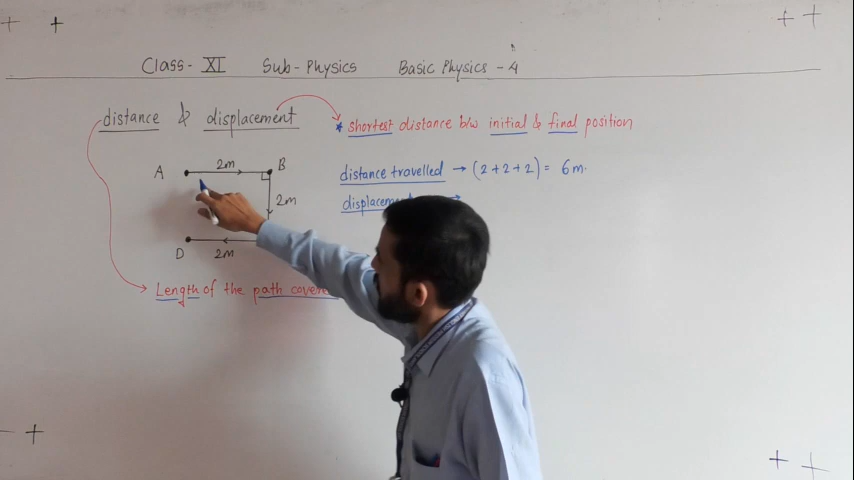 Class- XI Sub-Physics Basic Physics - 4
distance & displacement
* shortest distance b/w initial & final position
A 2m B
distance travelled → (2+2+2) = 6m.
2m
D 2m
Length of the path